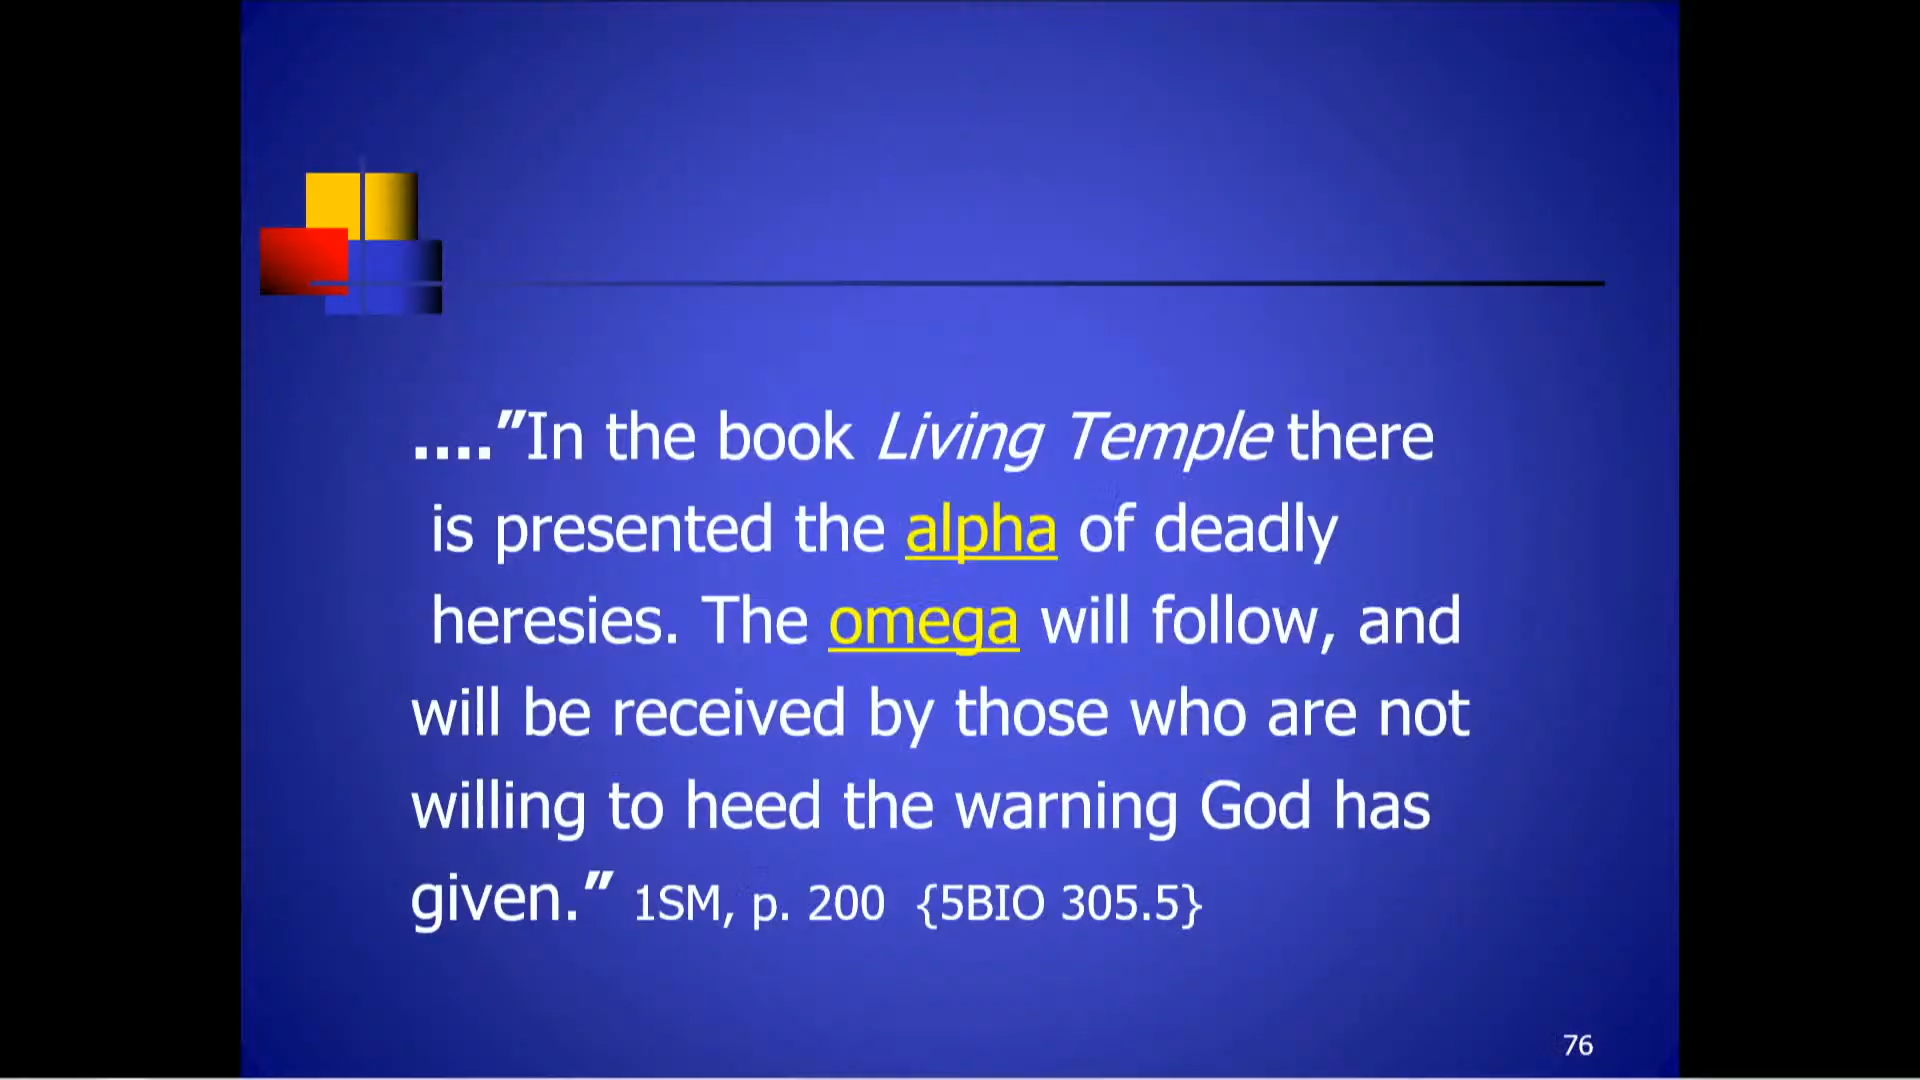 ...."In the book Living Temple there
is presented the alpha of deadly
heresies. The omega will follow, and
will be received by those who are not
willing to heed the warning God has
given." 1SM, p. 200 {5BIO 305.5}
76